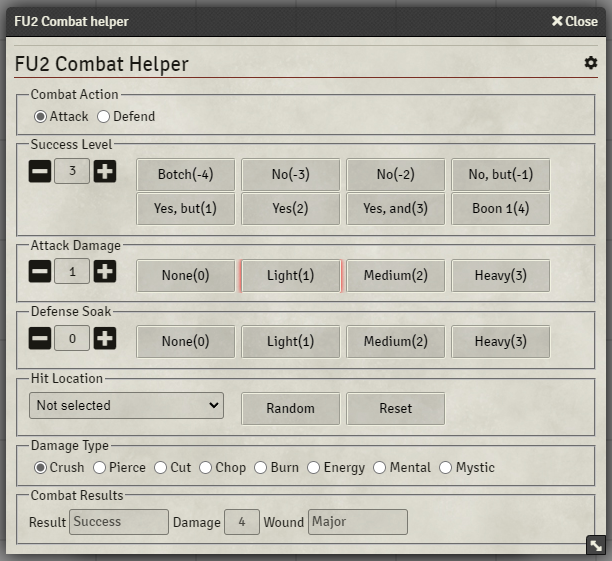 FU2 Combat helper
Close
FU2 Combat Helper
Combat Action
Attack Defend
Success Level
3
Botch(-4) No(-3) No(-2) No, but(-1)
Yes, but(1) Yes(2) Yes, and(3) Boon 1(4)
Attack Damage
1 None(0) Light(1) Medium(2) Heavy(3)
Defense Soak
0 None(0) Light(1) Medium(2) Heavy(3)
Hit Location
Not selected Random Reset
Damage Type
Crush Pierce Cut Chop Burn Energy Mental Mystic
Combat Results
Result Success Damage 4 Wound Major